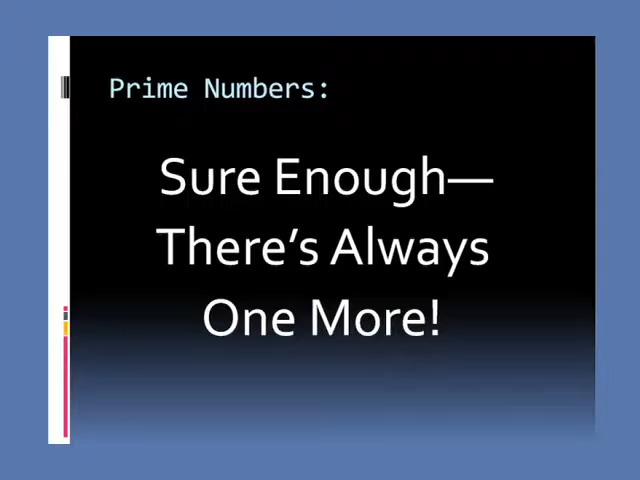 Prime Numbers:
Sure Enough—
There’s Always
One More!